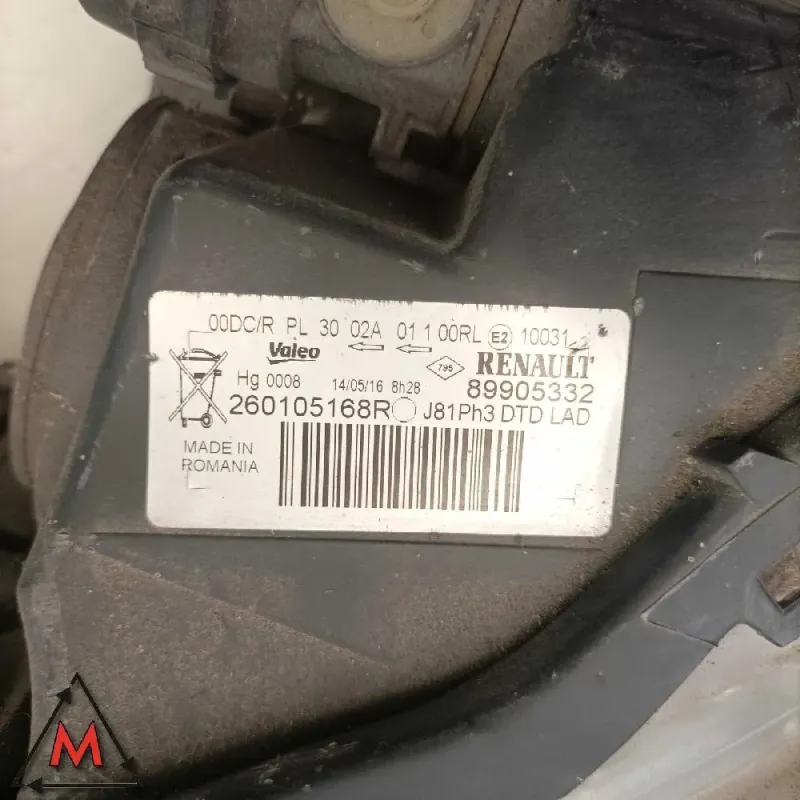 00DC/R PL 30 02A 01 1 00RL E2 10031
Valeo 795 RENAULT
Hg 0008 14/05/16 8h28 89905332
260105168R J81Ph3 DTD LAD
MADE IN
ROMANIA
M